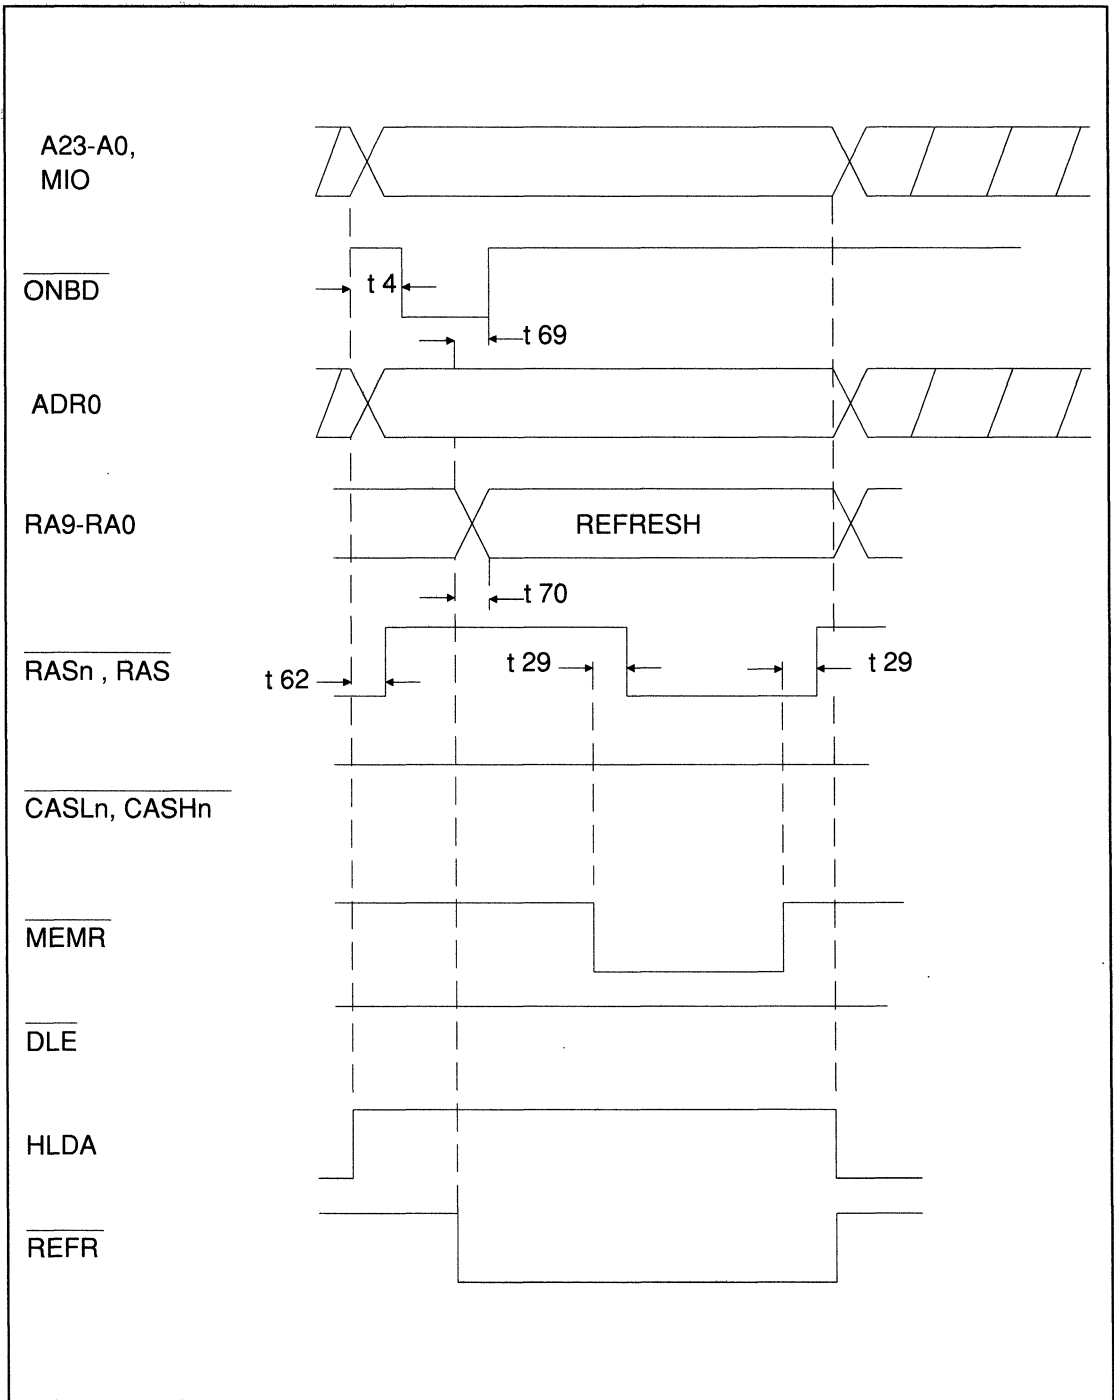 A23-A0,
MIO
ONBD
t 4
t 69
ADR0
RA9-RA0
REFRESH
t 70
RASn , RAS
t 62
t 29
t 29
CASLn, CASHn
MEMR
DLE
HLDA
REFR